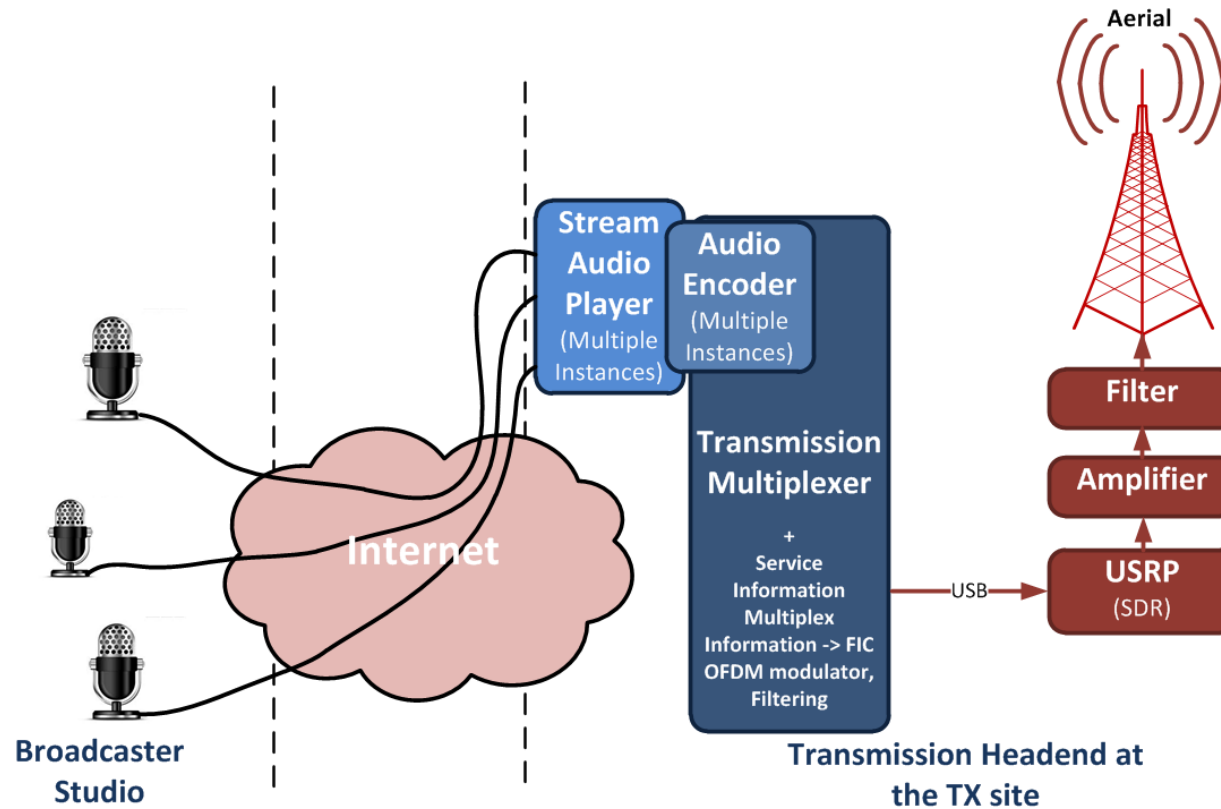 Aerial
Stream
Audio
Player
(Multiple
Instances)
Audio
Encoder
(Multiple
Instances)
Transmission
Multiplexer
+
Service
Information
Multiplex
Information -> FIC
OFDM modulator,
Filtering
Internet
USB
Filter
Amplifier
USRP
(SDR)
Broadcaster
Studio
Transmission Headend at
the TX site